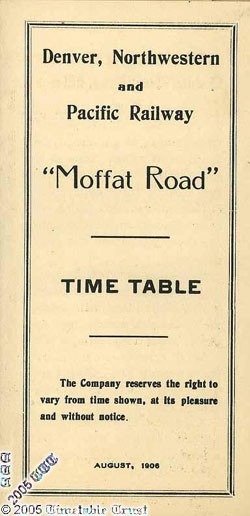 Denver, Northwestern
and
Pacific Railway
"Moffat Road"
TIME TABLE
The Company reserves the right to
vary from time shown, at its pleasure
and without notice.
AUGUST, 1906
2005
© 2005 Timetable Trust